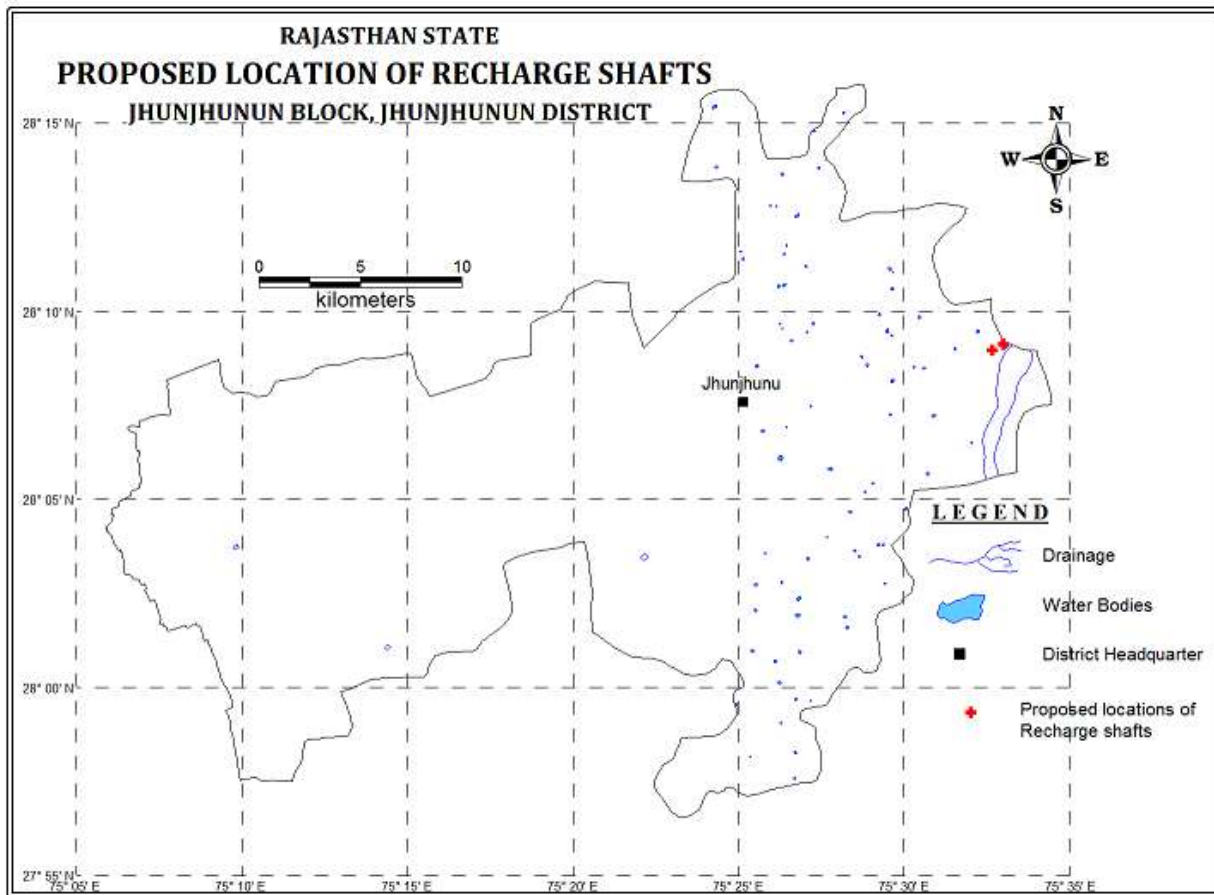 RAJASTHAN STATE
PROPOSED LOCATION OF RECHARGE SHAFTS
JHUNJHUNUN BLOCK, JHUNJHUNUN DISTRICT
28° 15' N
N
W
E
S
0 5 10
kilometers
28° 10' N
Jhunjhunu
28° 05' N
LEGEND
Drainage
Water Bodies
District Headquarter
28° 00' N
Proposed locations of
Recharge shafts
27° 55' N
75° 05' E 75° 10' E 75° 15' E 75° 20' E 75° 25' E 75° 30' E 75° 35' E